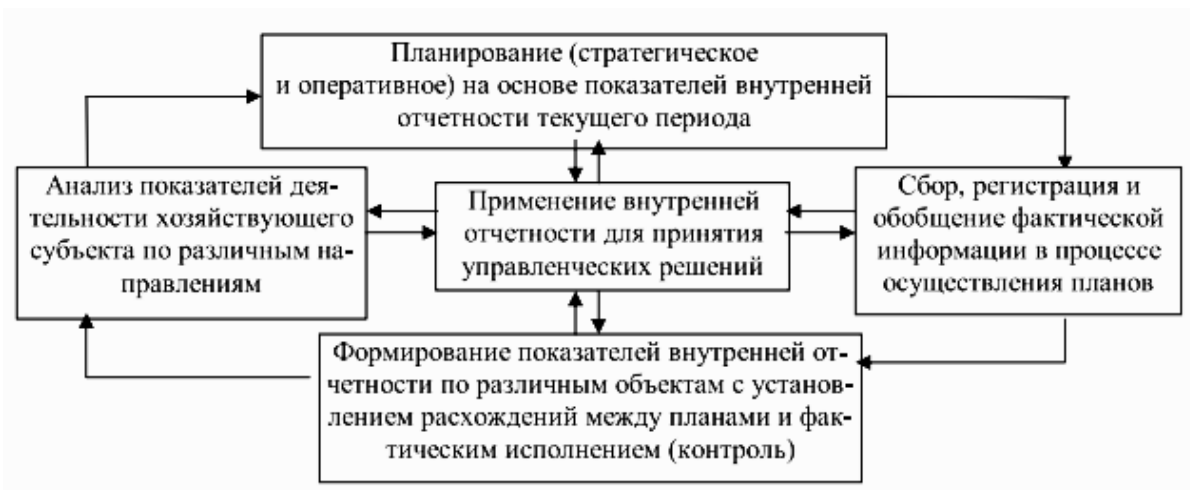 Планирование (стратегическое
и оперативное) на основе показателей внутренней
отчетности текущего периода
Анализ показателей дея-
тельности хозяйствующего
субъекта по различным на-
правлениям
Применение внутренней
отчетности для принятия
управленческих решений
Сбор, регистрация и
обобщение фактической
информации в процессе
осуществления планов
Формирование показателей внутренней от-
четности по различным объектам с установ-
лением расхождений между планами и фак-
тическим исполнением (контроль)